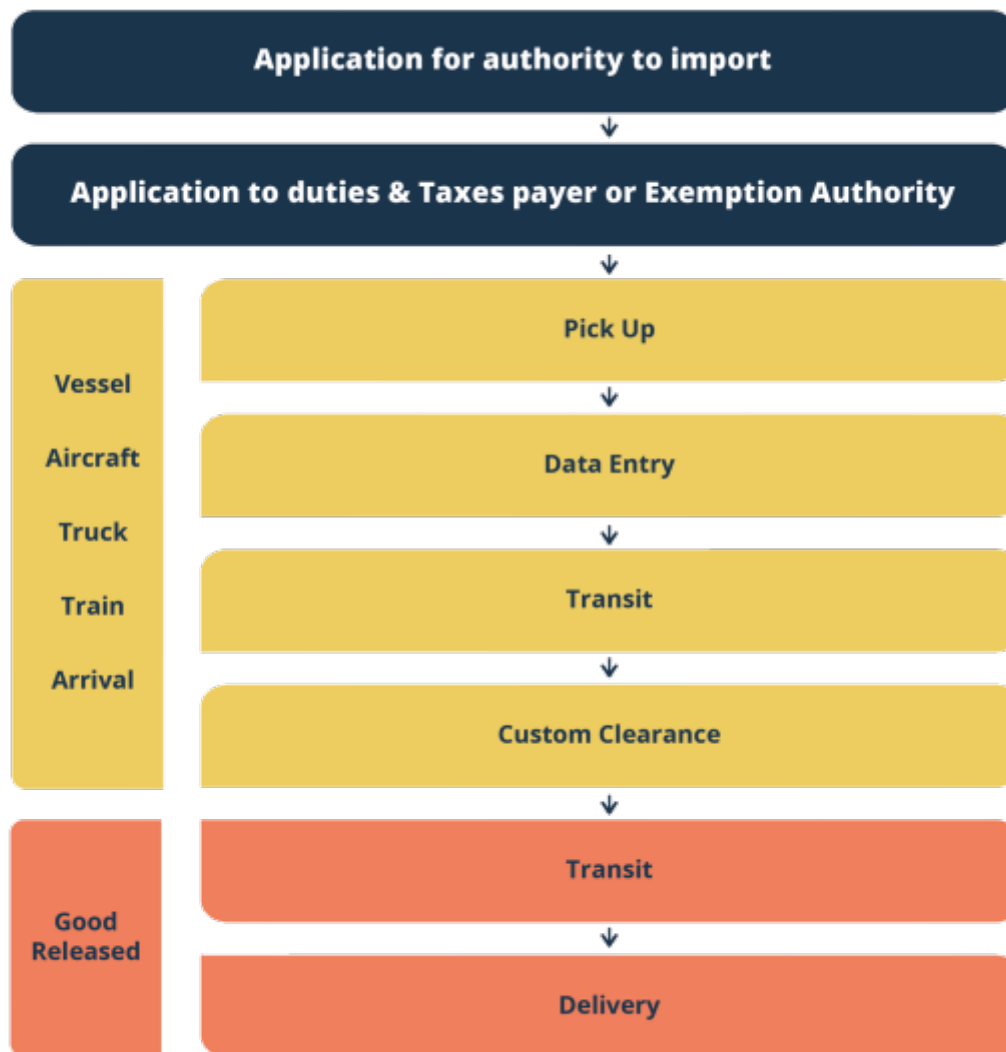 Application for authority to import
Application to duties & Taxes payer or Exemption Authority
Vessel
Aircraft
Truck
Train
Arrival
Pick Up
Data Entry
Transit
Custom Clearance
Good
Released
Transit
Delivery